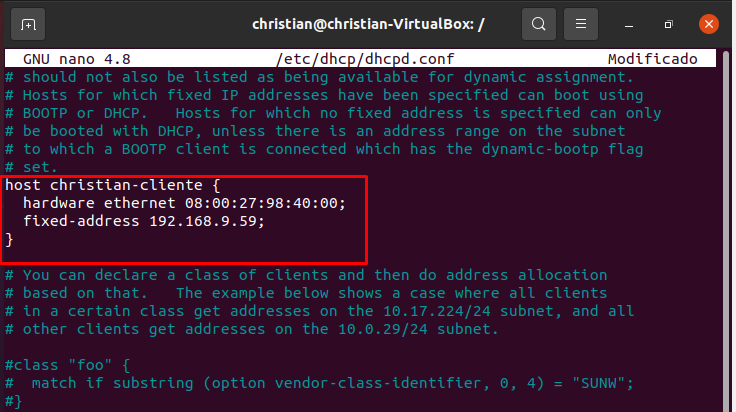 christian@christian-VirtualBox: /
GNU nano 4.8 /etc/dhcp/dhcpd.conf Modificado
# should not also be listed as being available for dynamic assignment.
# Hosts for which fixed IP addresses have been specified can boot using
# BOOTP or DHCP.   Hosts for which no fixed address is specified can only
# be booted with DHCP, unless there is an address range on the subnet
# to which a BOOTP client is connected which has the dynamic-bootp flag
# set.
host christian-cliente {
  hardware ethernet 08:00:27:98:40:00;
  fixed-address 192.168.9.59;
}
# You can declare a class of clients and then do address allocation
# based on that.   The example below shows a case where all clients
# in a certain class get addresses on the 10.17.224/24 subnet, and all
# other clients get addresses on the 10.0.29/24 subnet.
#class "foo" {
#  match if substring (option vendor-class-identifier, 0, 4) = "SUNW";
#}